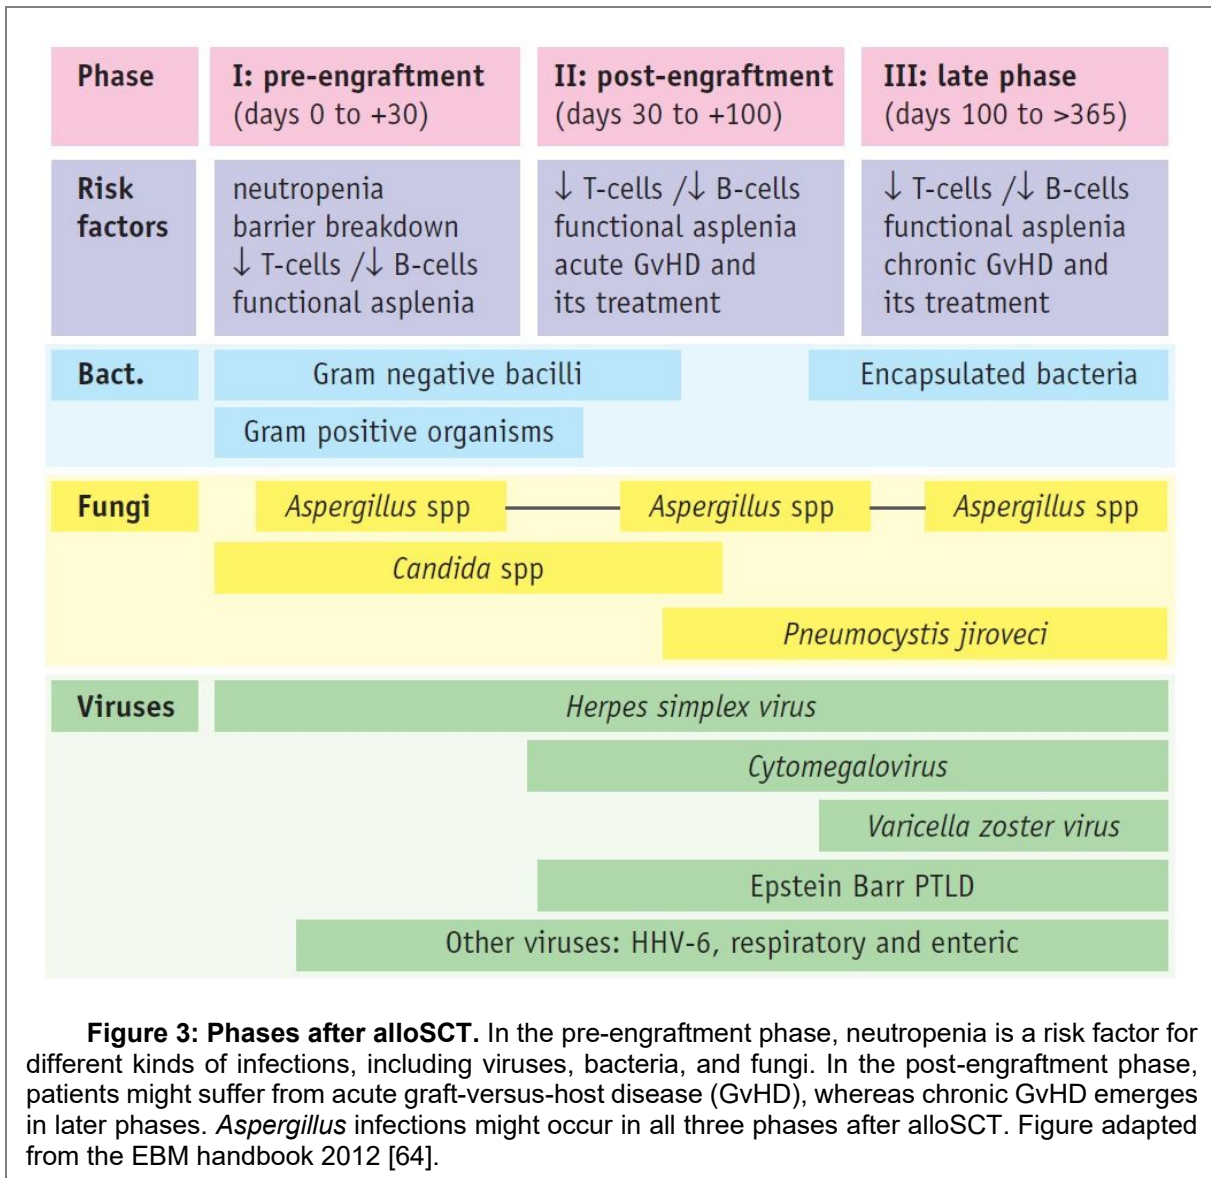 Phase
I: pre-engraftment
(days 0 to +30)
II: post-engraftment
(days 30 to +100)
III: late phase
(days 100 to >365)
Risk
factors
neutropenia
barrier breakdown
↓ T-cells /↓ B-cells
functional asplenia
↓ T-cells /↓ B-cells
functional asplenia
acute GvHD and
its treatment
↓ T-cells /↓ B-cells
functional asplenia
chronic GvHD and
its treatment
Bact.
Gram negative bacilli
Encapsulated bacteria
Gram positive organisms
Fungi
Aspergillus spp
Aspergillus spp
Aspergillus spp
Candida spp
Pneumocystis jiroveci
Viruses
Herpes simplex virus
Cytomegalovirus
Varicella zoster virus
Epstein Barr PTLD
Other viruses: HHV-6, respiratory and enteric
Figure 3: Phases after alloSCT. In the pre-engraftment phase, neutropenia is a risk factor for
different kinds of infections, including viruses, bacteria, and fungi. In the post-engraftment phase,
patients might suffer from acute graft-versus-host disease (GvHD), whereas chronic GvHD emerges
in later phases. Aspergillus infections might occur in all three phases after alloSCT. Figure adapted
from the EBM handbook 2012 [64].